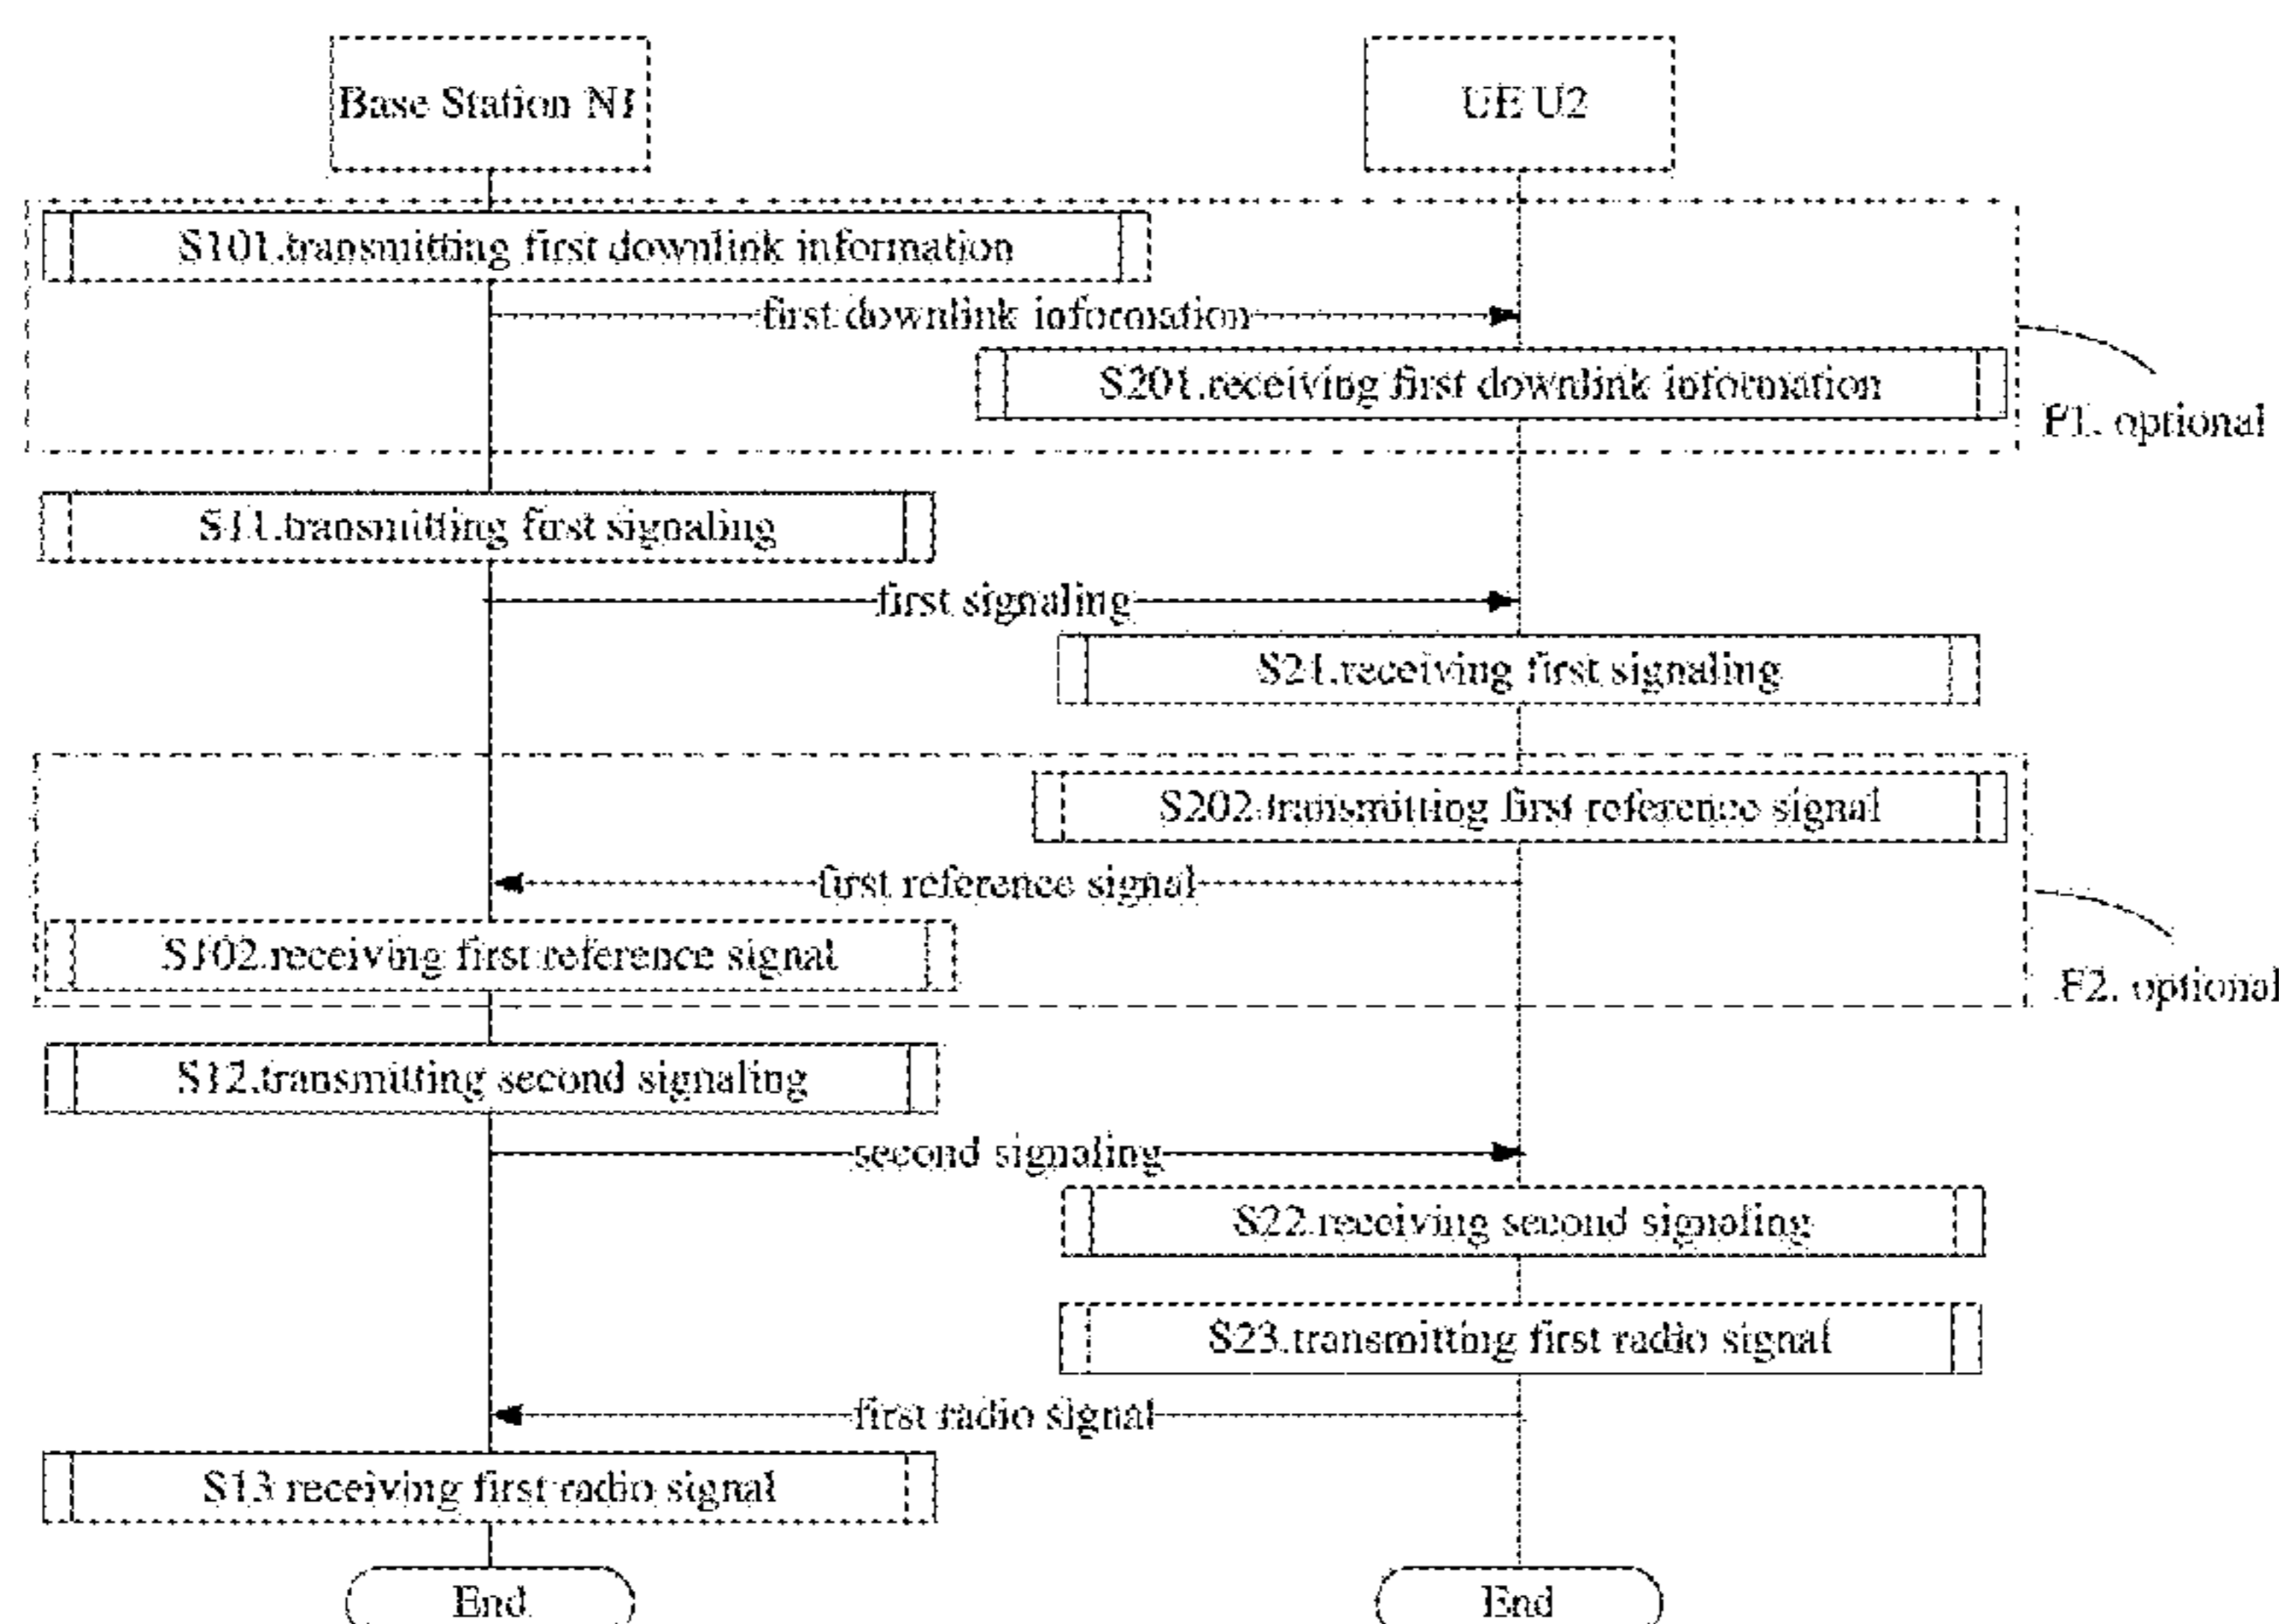 Base Station N1
UE U2
S101.transmitting first downlink information
first downlink information
S201.receiving first downlink information
F1. optional
S11.transmitting first signaling
first signaling
S21.receiving first signaling
S202.transmitting first reference signal
first reference signal
S102.receiving first reference signal
F2. optional
S12.transmitting second signaling
second signaling
S22.receiving second signaling
S23.transmitting first radio signal
first radio signal
S13 receiving first radio signal
End
End